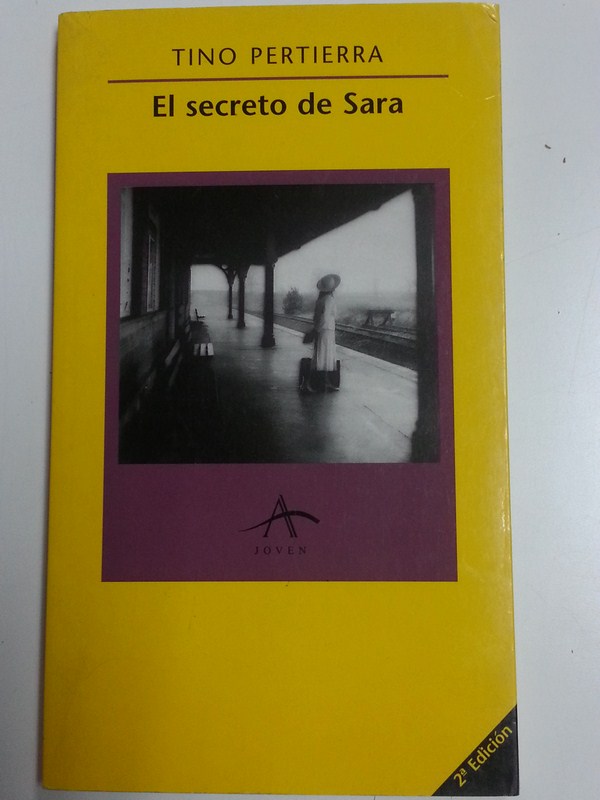 TINO PERTIERRA
El secreto de Sara
A
JOVEN
2ª Edición